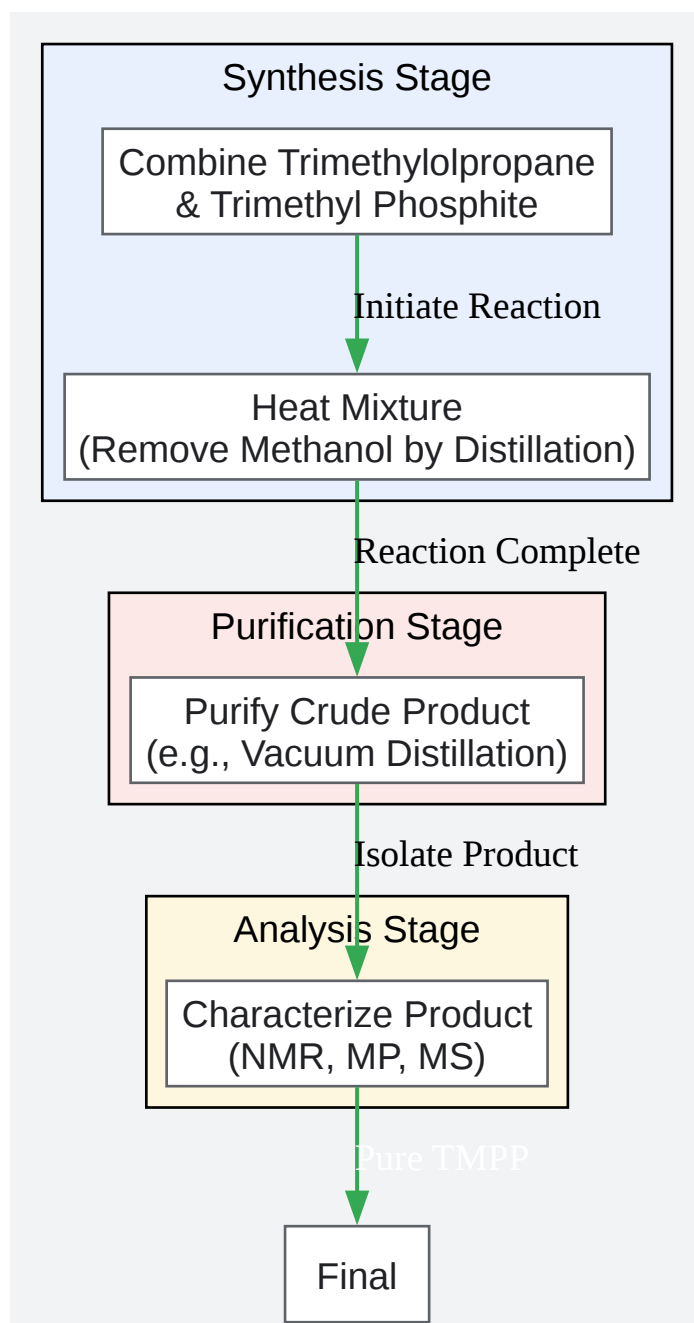 Synthesis Stage
Combine Trimethylolpropane
& Trimethyl Phosphite
Initiate Reaction
Heat Mixture
(Remove Methanol by Distillation)
Reaction Complete
Purification Stage
Purify Crude Product
(e.g., Vacuum Distillation)
Isolate Product
Analysis Stage
Characterize Product
(NMR, MP, MS)
Pure TMPP
Final